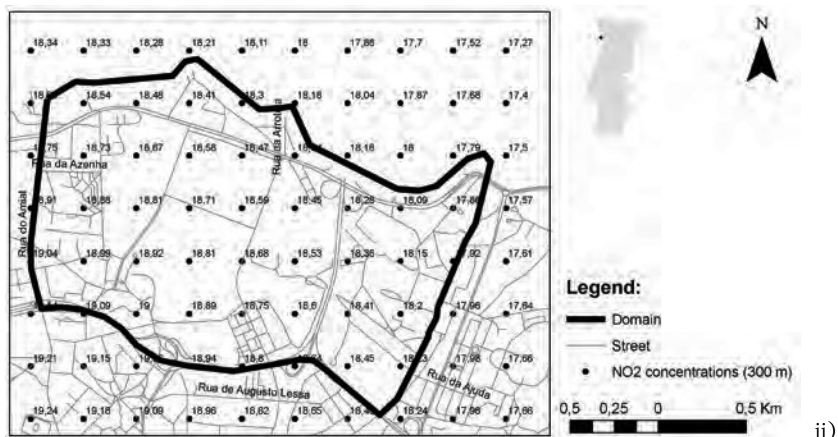 18,34 18,33 18,28 18,21 18,11 18 17,86 17,7 17,52 17,27
18,54 18,48 18,41 18,3 18,18 18,04 17,87 17,68 17,4
18,73 18,67 18,58 18,47 18,16 18 17,79 17,5
Rua da Azenha
Rua do Amial
18,91 18,88 18,81 18,71 18,59 18,45 18,28 18,09 17,57
19,04 18,99 18,92 18,81 18,68 18,53 18,36 18,15 17,61
19,09 19 18,89 18,75 18,6 18,41 18,2 17,96 17,64
19,21 19,15 18,94 18,8 18,45 17,98 17,66
Rua de Augusto Lessa
Rua da Ajuda
19,24 19,18 19,09 18,96 18,82 18,65 18,24 17,98 17,66
N
Legend:
Domain
Street
NO2 concentrations (300 m)
0,5 0,25 0 0,5 Km
ii)